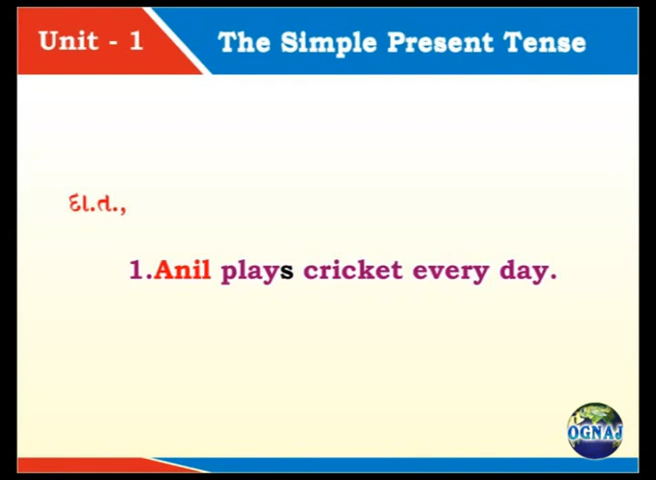 Unit - 1
The Simple Present Tense
દા.ત.,
1.Anil plays cricket every day.
OGNAJ